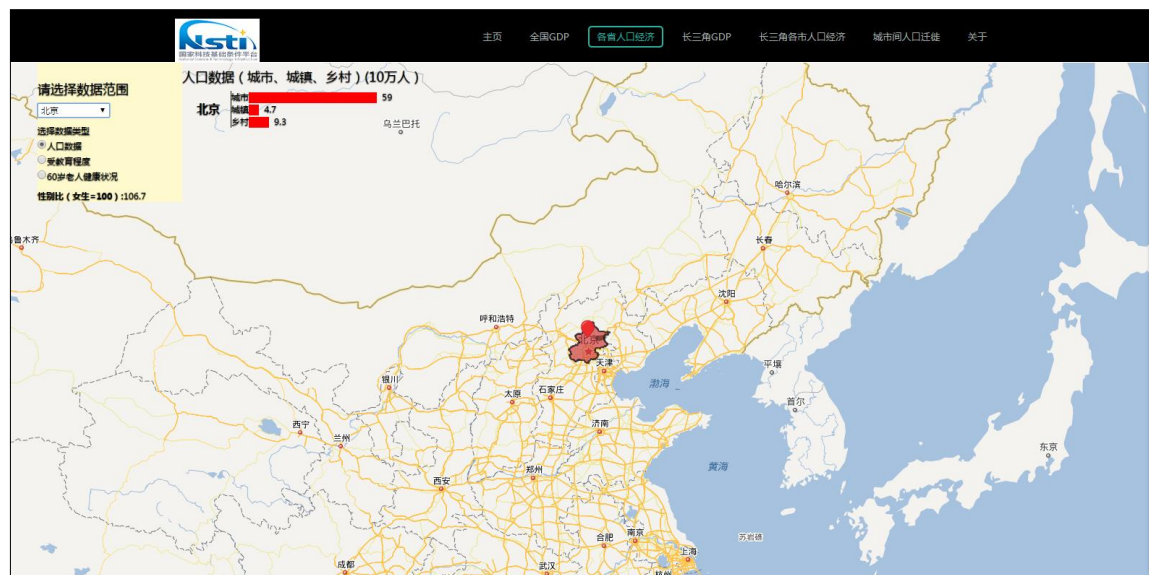 Nsti
国家科技基础条件平台
主页 全国GDP 各省人口经济 长三角GDP 长三角各市人口经济 城市间人口迁徙 关于
请选择数据范围
北京
选择数据类型
人口数据
受教育程度
60岁老人健康状况
性别比（女生=100）:106.7
人口数据（城市、城镇、乡村）(10万人）
北京
城市 59
城镇 4.7
乡村 9.3
乌兰巴托
哈尔滨
鲁木齐
长春
沈阳
呼和浩特
北京
天津
平壤
渤海
银川
太原
石家庄
首尔
西宁
兰州
济南
东京
黄海
郑州
西安
合肥
南京
苏岩礁
上海
成都
武汉
杭州